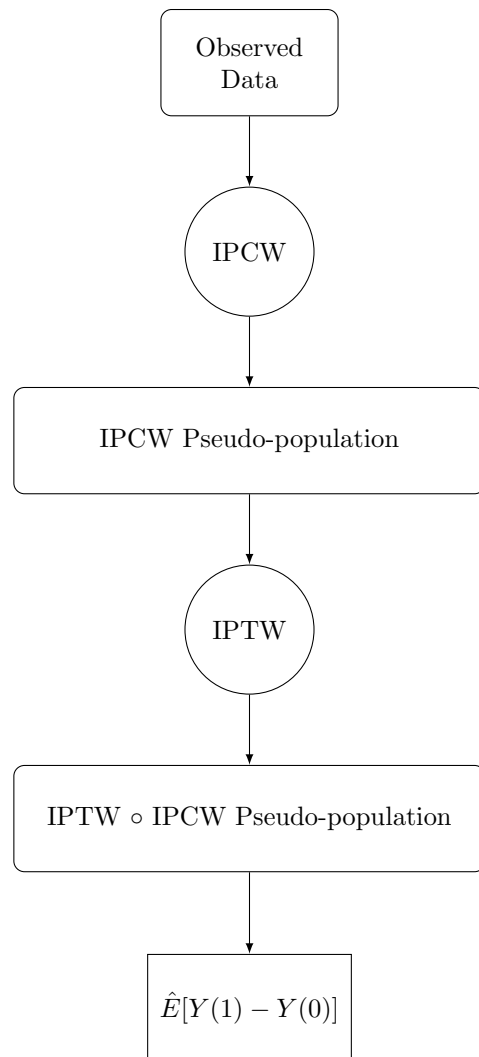 Observed
Data
IPCW
IPCW Pseudo-population
IPTW
IPTW ∘ IPCW Pseudo-population
Ê[Y(1) − Y(0)]